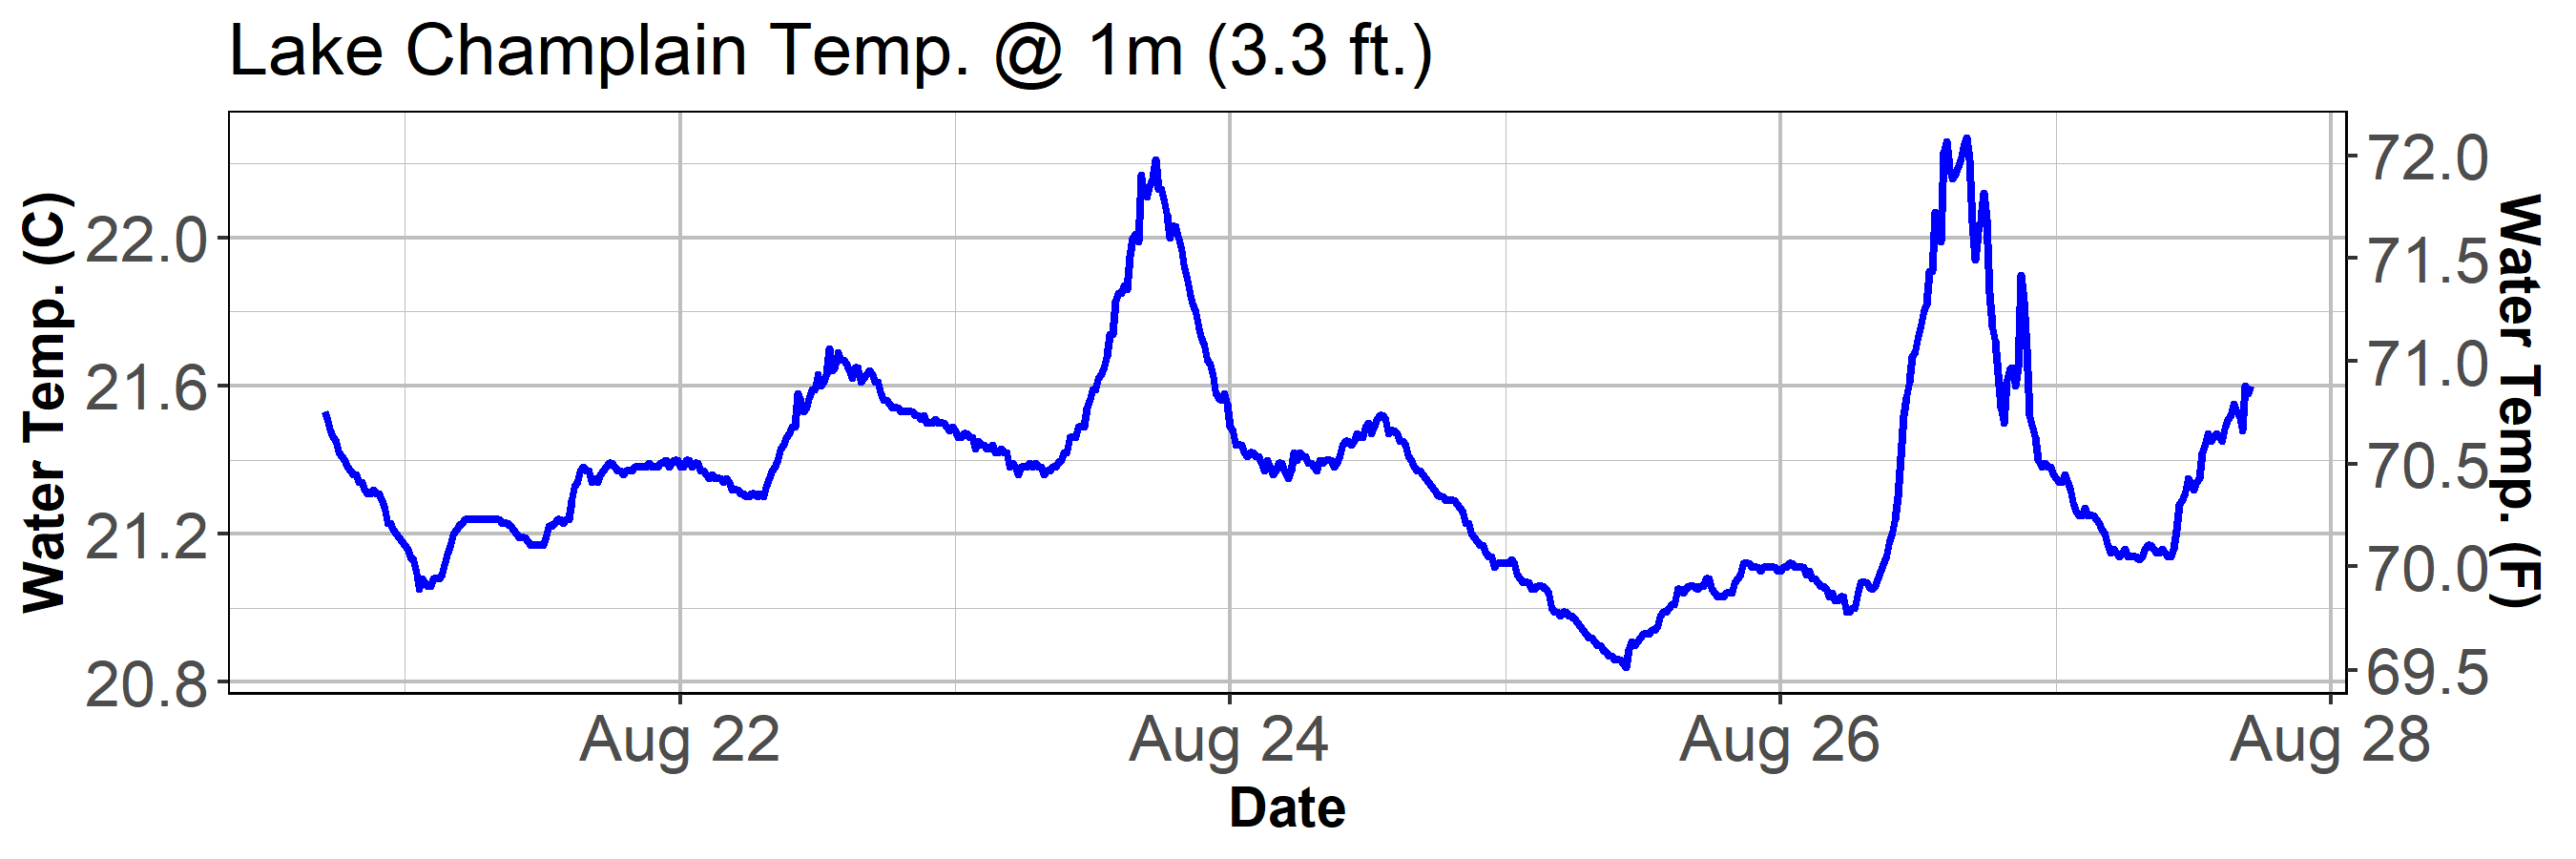 Lake Champlain Temp. @ 1m (3.3 ft.)
Water Temp. (C)
22.0
21.6
21.2
20.8
72.0
71.5
71.0
70.5
70.0
69.5
Water Temp. (F)
Aug 22
Aug 24
Aug 26
Aug 28
Date